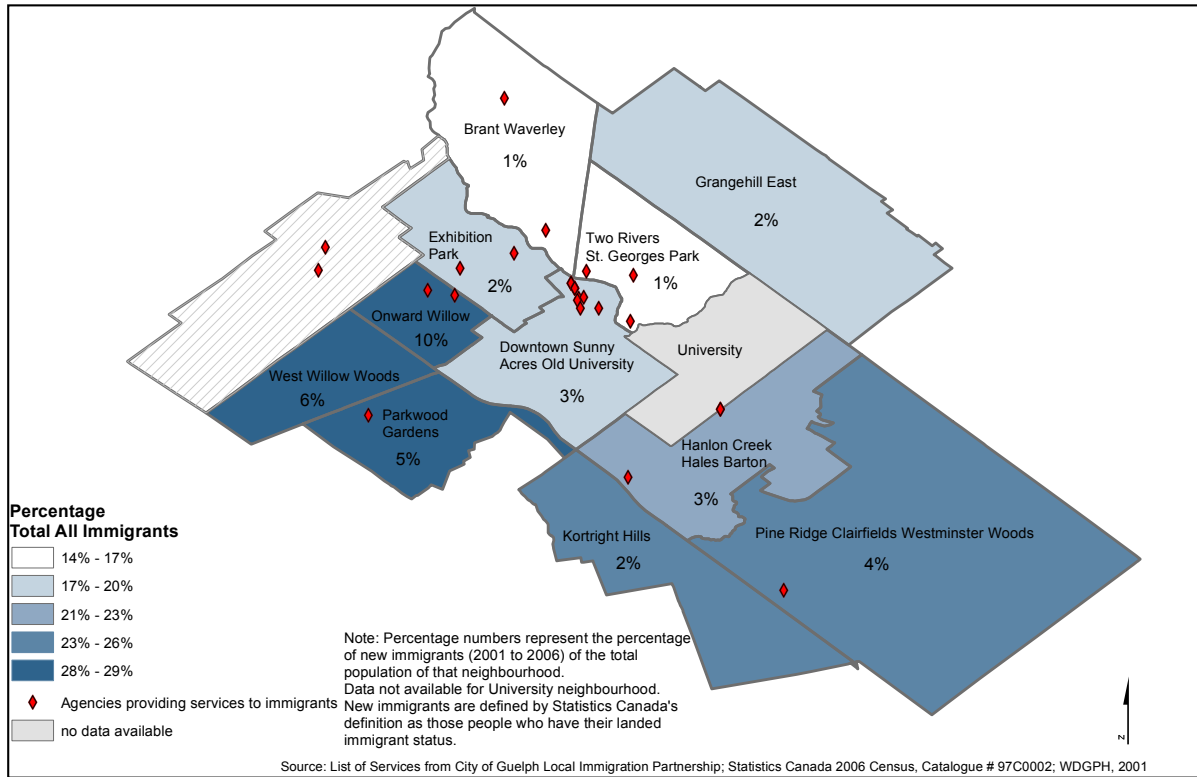 Brant Waverley
1%
Grangehill East
2%
Exhibition
Park
2%
Two Rivers
St. Georges Park
1%
Onward Willow
10%
Downtown Sunny
Acres Old University
3%
University
West Willow Woods
6%
Parkwood
Gardens
5%
Hanlon Creek
Hales Barton
3%
Kortright Hills
2%
Pine Ridge Clairfields Westminster Woods
4%
Percentage
Total All Immigrants
14% - 17%
17% - 20%
21% - 23%
23% - 26%
28% - 29%
Agencies providing services to immigrants
no data available
Note: Percentage numbers represent the percentage
of new immigrants (2001 to 2006) of the total
population of that neighbourhood.
Data not available for University neighbourhood.
New immigrants are defined by Statistics Canada's
definition as those people who have their landed
immigrant status.
N
Source: List of Services from City of Guelph Local Immigration Partnership; Statistics Canada 2006 Census, Catalogue # 97C0002; WDGPH, 2001